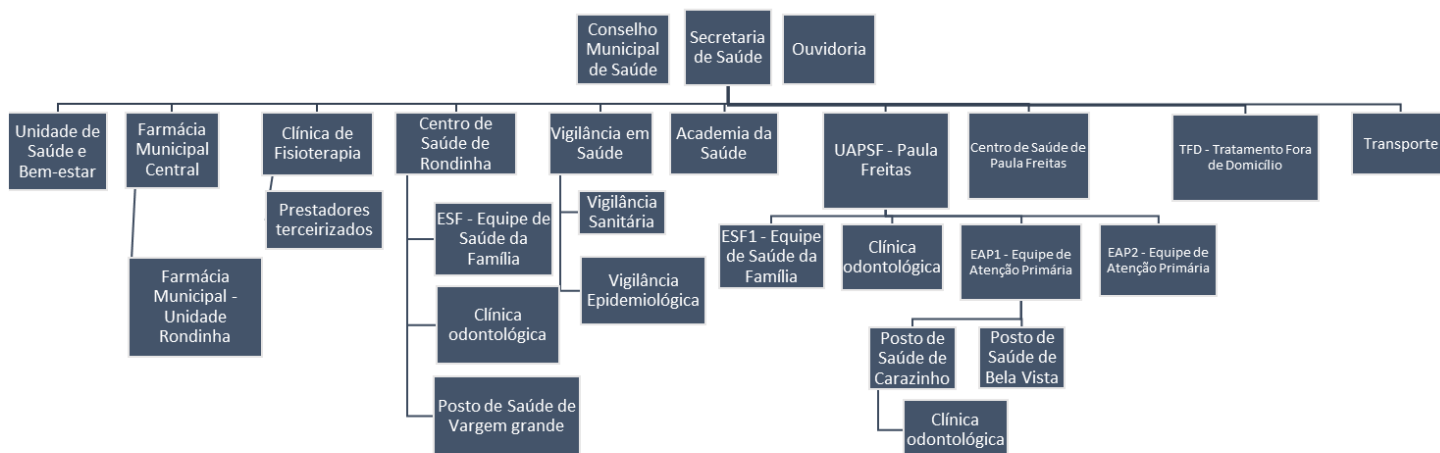 Conselho
Municipal
de Saúde
Secretaria
de Saúde
Ouvidoria
Unidade de
Saúde e
Bem-estar
Farmácia
Municipal
Central
Clínica de
Fisioterapia
Centro de
Saúde de
Rondinha
Vigilância em
Saúde
Academia da
Saúde
UAPSF - Paula
Freitas
Centro de Saúde de
Paula Freitas
TFD - Tratamento Fora
de Domicílio
Transporte
Farmácia
Municipal -
Unidade
Rondinha
Prestadores
terceirizados
ESF - Equipe de
Saúde da
Família
Clínica
odontológica
Posto de Saúde de
Vargem grande
Vigilância
Sanitária
Vigilância
Epidemiológica
ESF1 - Equipe
de Saúde da
Família
Clínica
odontológica
EAP1 - Equipe de
Atenção Primária
EAP2 - Equipe de
Atenção Primária
Posto de
Saúde de
Carazinho
Posto de
Saúde de
Bela Vista
Clínica
odontológica